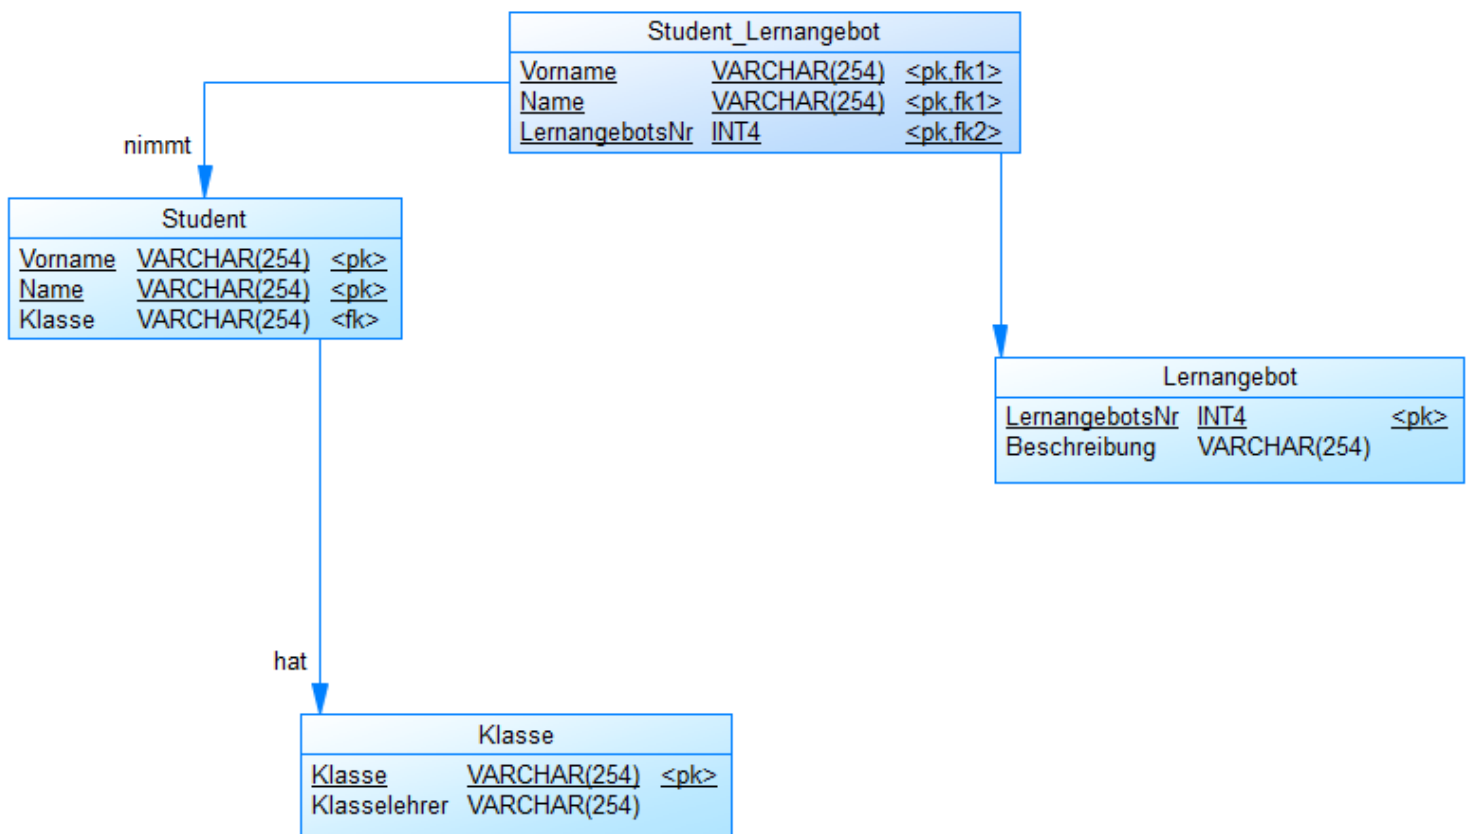 Student_Lernangebot
Vorname VARCHAR(254) <pk,fk1>
Name VARCHAR(254) <pk,fk1>
LernangebotsNr INT4 <pk,fk2>
nimmt
Student
Vorname VARCHAR(254) <pk>
Name VARCHAR(254) <pk>
Klasse VARCHAR(254) <fk>
Lernangebot
LernangebotsNr INT4 <pk>
Beschreibung VARCHAR(254)
hat
Klasse
Klasse VARCHAR(254) <pk>
Klasselehrer VARCHAR(254)